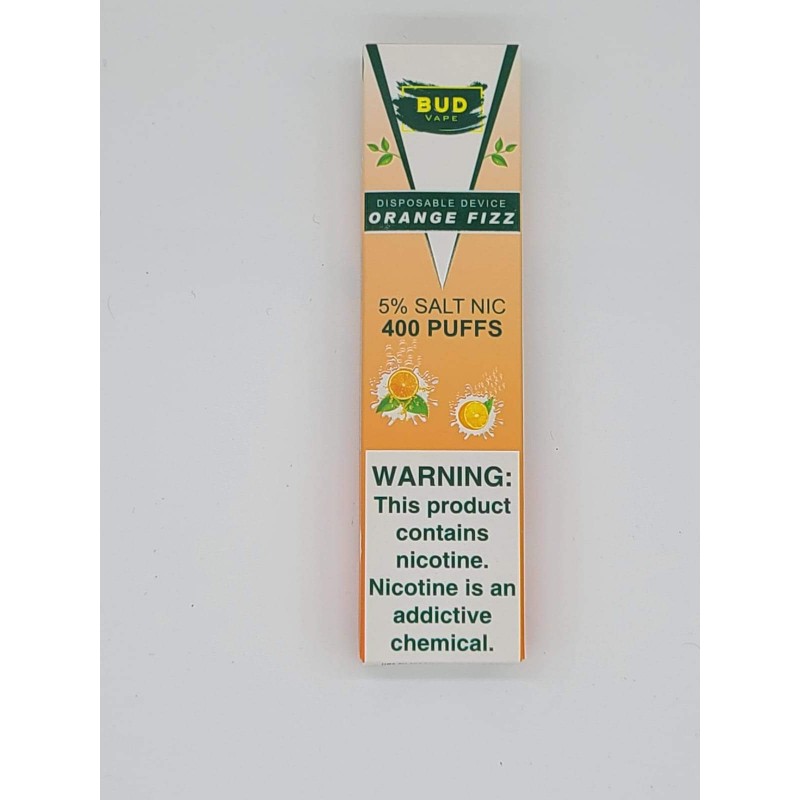 BUD
VAPE
DISPOSABLE DEVICE
ORANGE FIZZ
5% SALT NIC
400 PUFFS
WARNING:
This product
contains
nicotine.
Nicotine is an
addictive
chemical.